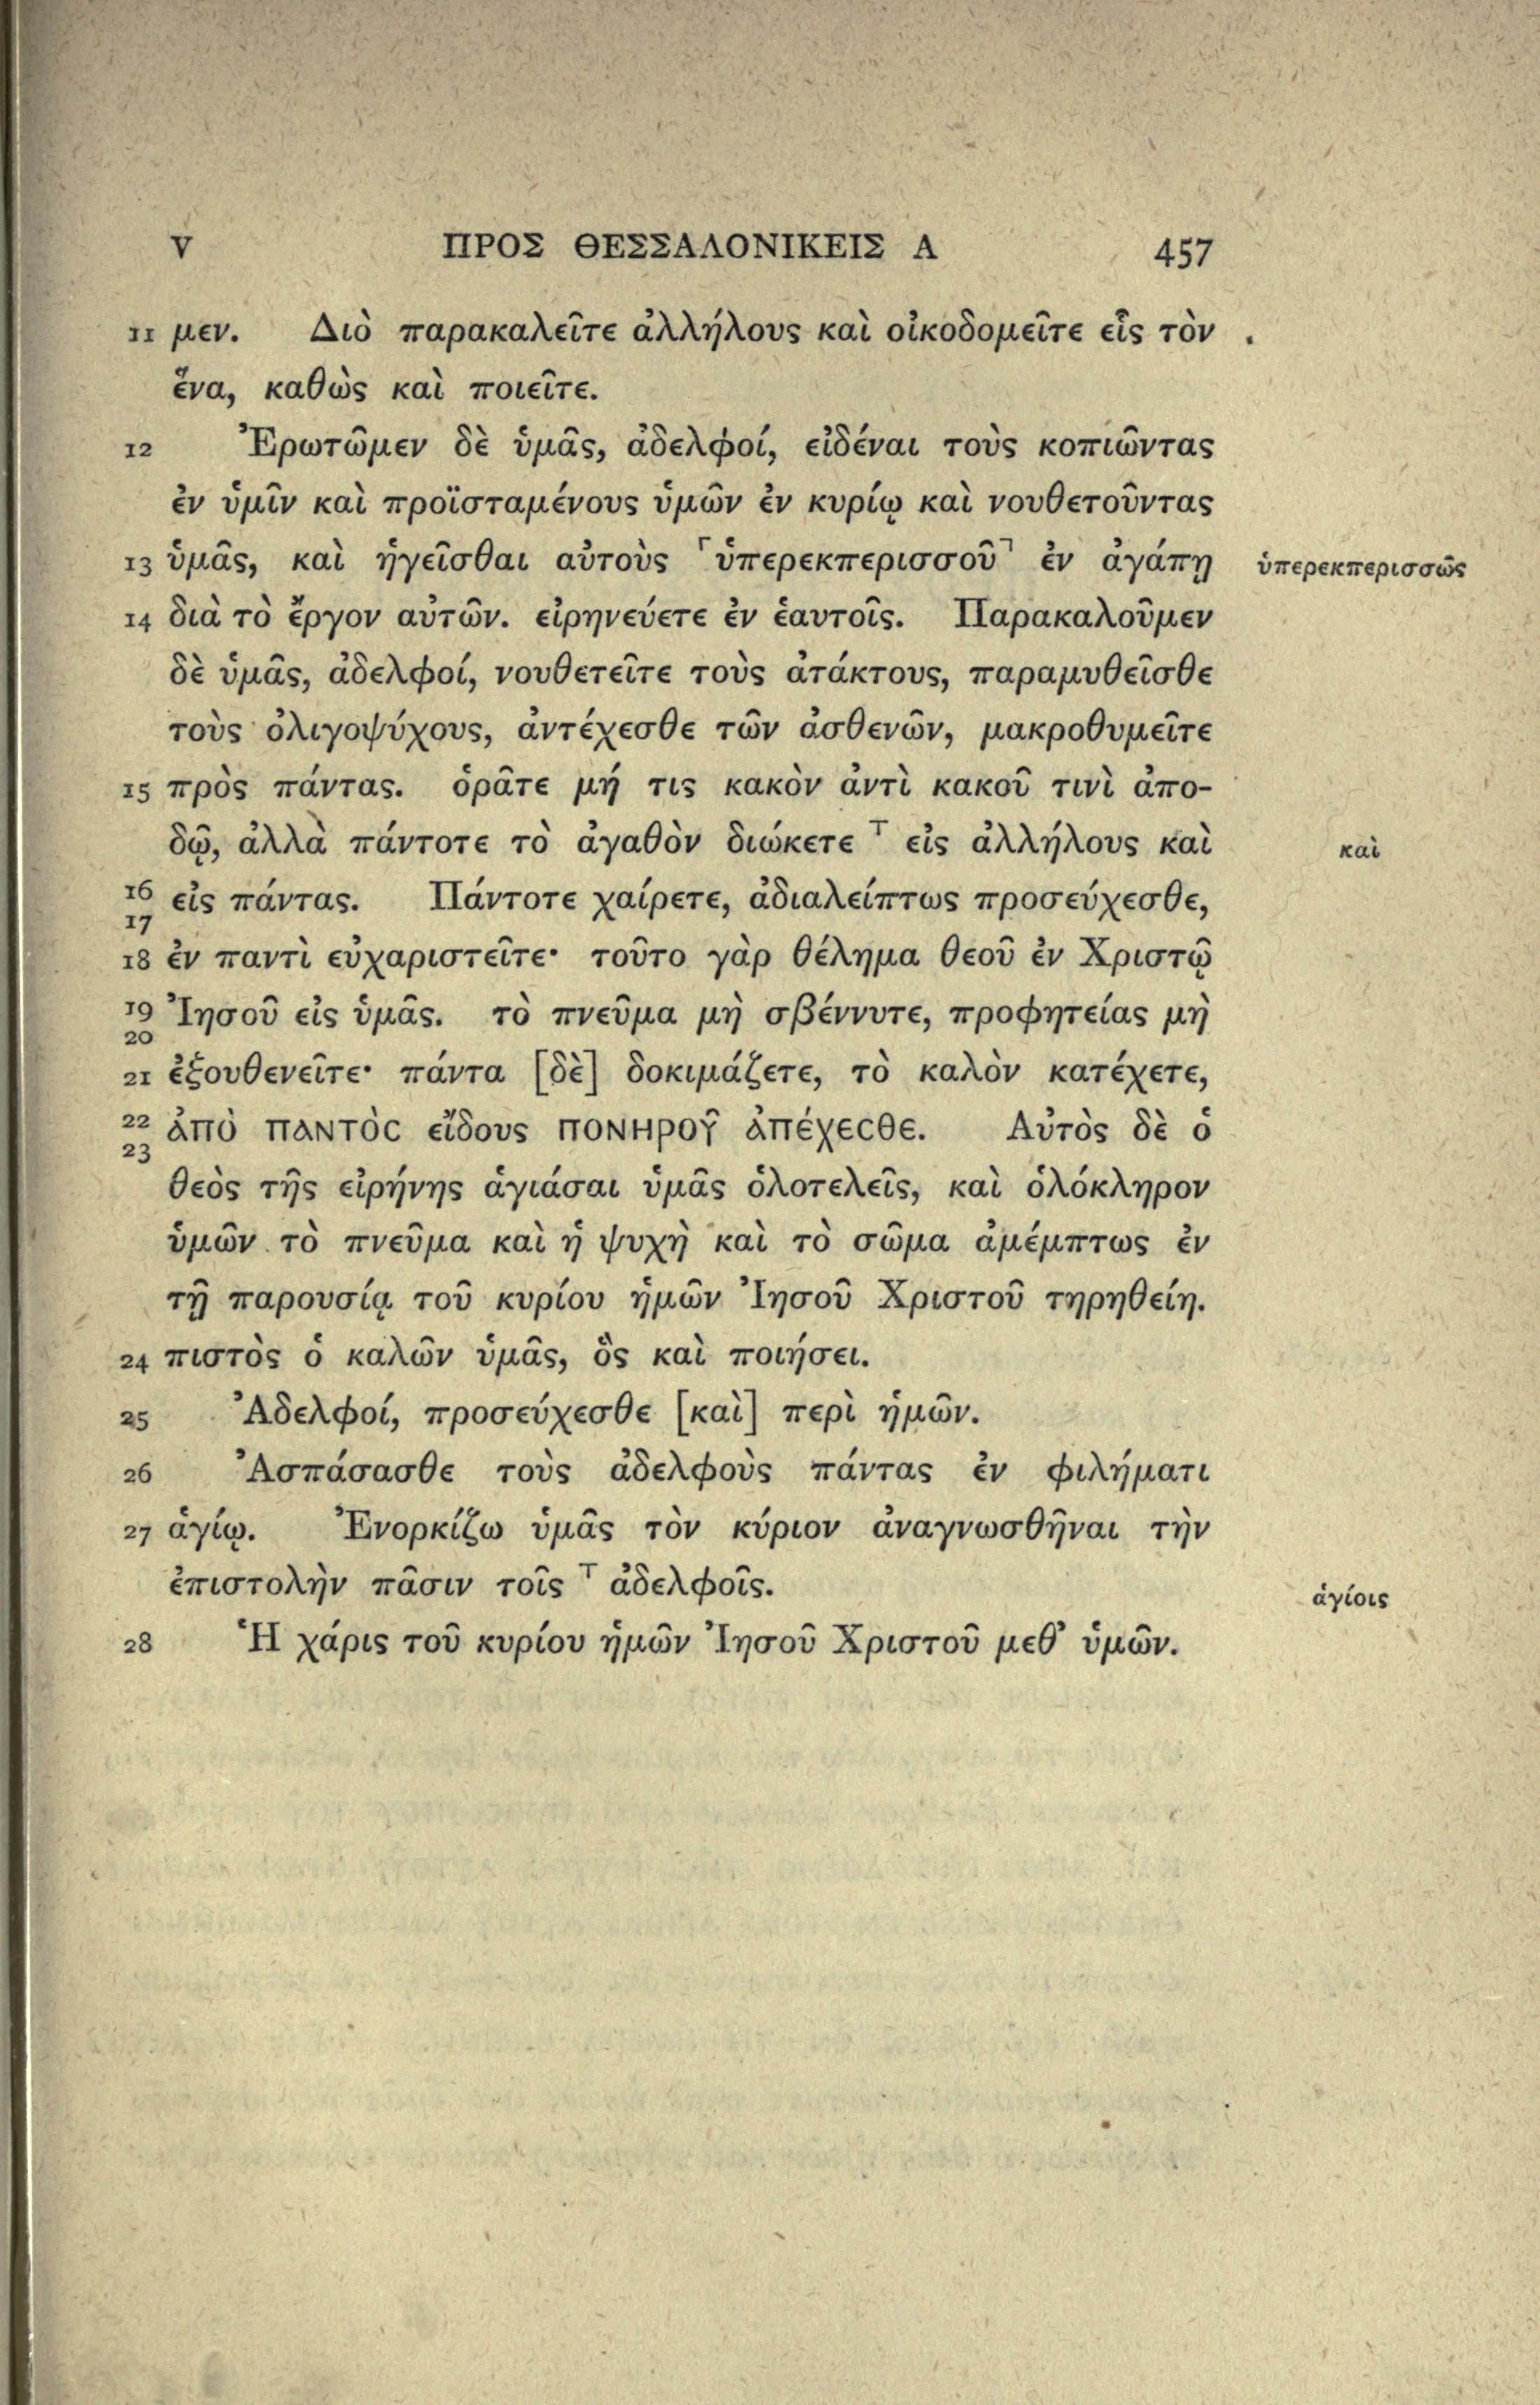 V ΠΡΟΣ ΘΕΣΣΑΛΟΝΙΚΕΙΣ Α 457
11 μεν. Διὸ παρακαλεῖτε ἀλλήλους καὶ οἰκοδομεῖτε εἷς τὸν
ἕνα, καθὼς καὶ ποιεῖτε.
12 Ἐρωτῶμεν δὲ ὑμᾶς, ἀδελφοί, εἰδέναι τοὺς κοπιῶντας
ἐν ὑμῖν καὶ προϊσταμένους ὑμῶν ἐν κυρίῳ καὶ νουθετοῦντας
13 ὑμᾶς, καὶ ἡγεῖσθαι αὐτοὺς ⸀ὑπερεκπερισσοῦ⸣ ἐν ἀγάπῃ ὑπερεκπερισσῶς
14 διὰ τὸ ἔργον αὐτῶν. εἰρηνεύετε ἐν ἑαυτοῖς. Παρακαλοῦμεν
δὲ ὑμᾶς, ἀδελφοί, νουθετεῖτε τοὺς ἀτάκτους, παραμυθεῖσθε
τοὺς ὀλιγοψύχους, ἀντέχεσθε τῶν ἀσθενῶν, μακροθυμεῖτε
15 πρὸς πάντας. ὁρᾶτε μή τις κακὸν ἀντὶ κακοῦ τινὶ ἀπο-
δῷ, ἀλλὰ πάντοτε τὸ ἀγαθὸν διώκετε ⸆ εἰς ἀλλήλους καὶ καὶ
16 εἰς πάντας. Πάντοτε χαίρετε, ἀδιαλείπτως προσεύχεσθε,
17
18 ἐν παντὶ εὐχαριστεῖτε· τοῦτο γὰρ θέλημα θεοῦ ἐν Χριστῷ
19 Ἰησοῦ εἰς ὑμᾶς. τὸ πνεῦμα μὴ σβέννυτε, προφητείας μὴ
20
21 ἐξουθενεῖτε· πάντα [δὲ] δοκιμάζετε, τὸ καλὸν κατέχετε,
22 ἀπὸ παντὸς εἴδους πονηροῦ ἀπέχεσθε. Αὐτὸς δὲ ὁ
23
θεὸς τῆς εἰρήνης ἁγιάσαι ὑμᾶς ὁλοτελεῖς, καὶ ὁλόκληρον
ὑμῶν τὸ πνεῦμα καὶ ἡ ψυχὴ καὶ τὸ σῶμα ἀμέμπτως ἐν
τῇ παρουσίᾳ τοῦ κυρίου ἡμῶν Ἰησοῦ Χριστοῦ τηρηθείη.
24 πιστὸς ὁ καλῶν ὑμᾶς, ὃς καὶ ποιήσει.
25 Ἀδελφοί, προσεύχεσθε [καὶ] περὶ ἡμῶν.
26 Ἀσπάσασθε τοὺς ἀδελφοὺς πάντας ἐν φιλήματι
27 ἁγίῳ. Ἐνορκίζω ὑμᾶς τὸν κύριον ἀναγνωσθῆναι τὴν
ἐπιστολὴν πᾶσιν τοῖς ⸆ ἀδελφοῖς. ἁγίοις
28 Ἡ χάρις τοῦ κυρίου ἡμῶν Ἰησοῦ Χριστοῦ μεθ' ὑμῶν.